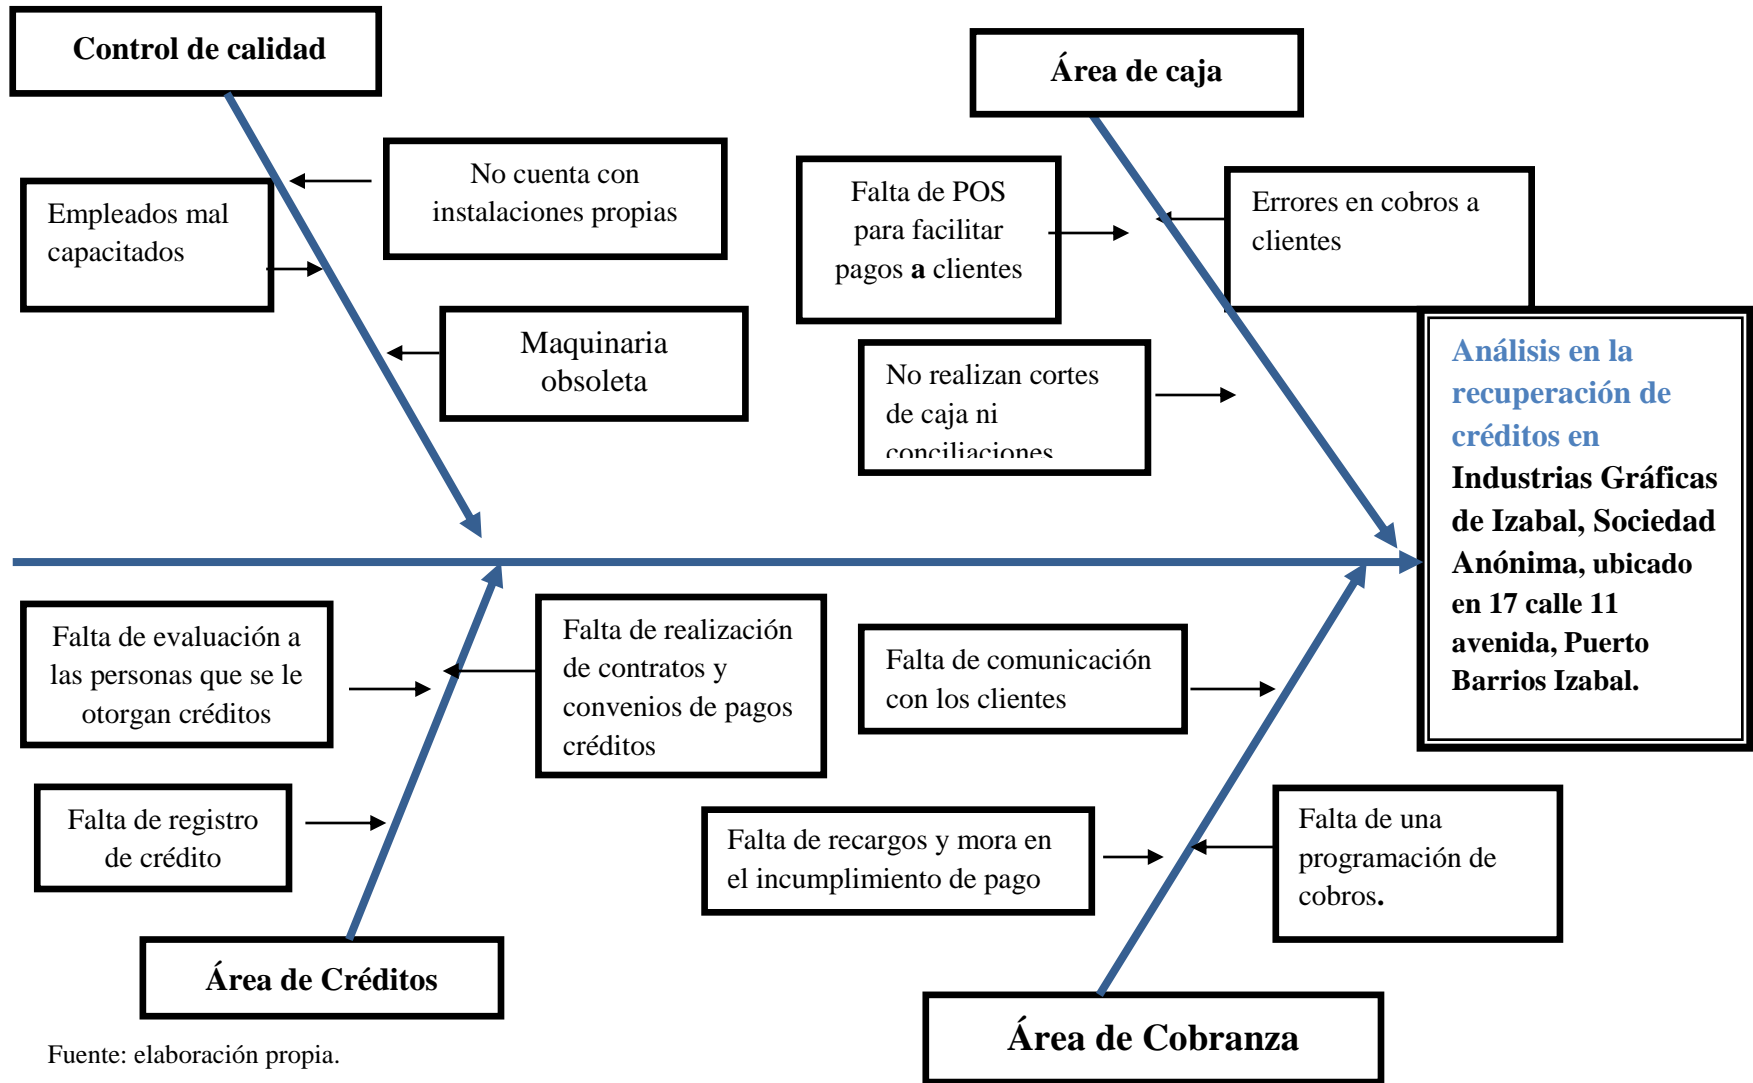 Control de calidad
Área de caja
No cuenta con
instalaciones propias
Empleados mal
capacitados
Maquinaria
obsoleta
Falta de POS
para facilitar
pagos a clientes
Errores en cobros a
clientes
No realizan cortes
de caja ni
conciliaciones
Análisis en la
recuperación de
créditos en
Industrias Gráficas
de Izabal, Sociedad
Anónima, ubicado
en 17 calle 11
avenida, Puerto
Barrios Izabal.
Falta de evaluación a
las personas que se le
otorgan créditos
Falta de realización
de contratos y
convenios de pagos
créditos
Falta de registro
de crédito
Falta de comunicación
con los clientes
Falta de recargos y mora en
el incumplimiento de pago
Falta de una
programación de
cobros.
Área de Créditos
Área de Cobranza
Fuente: elaboración propia.